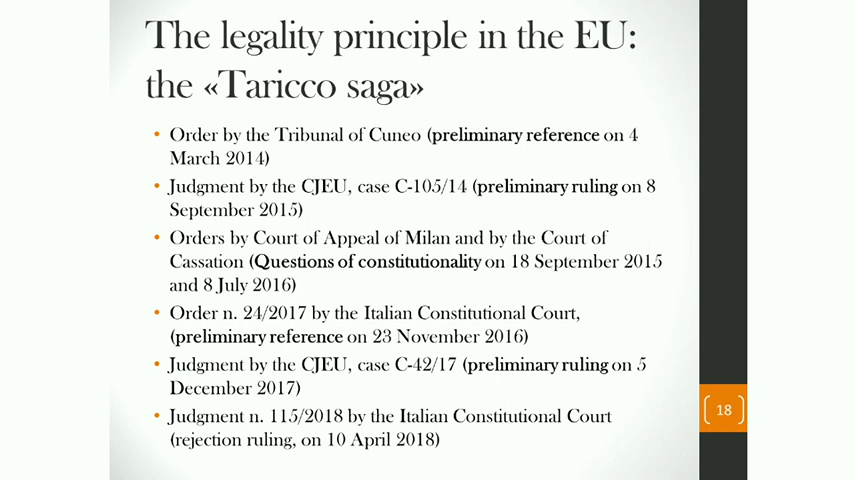 The legality principle in the EU:
the «Taricco saga»
• Order by the Tribunal of Cuneo (preliminary reference on 4
March 2014)
• Judgment by the CJEU, case C-105/14 (preliminary ruling on 8
September 2015)
• Orders by Court of Appeal of Milan and by the Court of
Cassation (Questions of constitutionality on 18 September 2015
and 8 July 2016)
• Order n. 24/2017 by the Italian Constitutional Court,
(preliminary reference on 23 November 2016)
• Judgment by the CJEU, case C-42/17 (preliminary ruling on 5
December 2017)
• Judgment n. 115/2018 by the Italian Constitutional Court
(rejection ruling, on 10 April 2018)
18